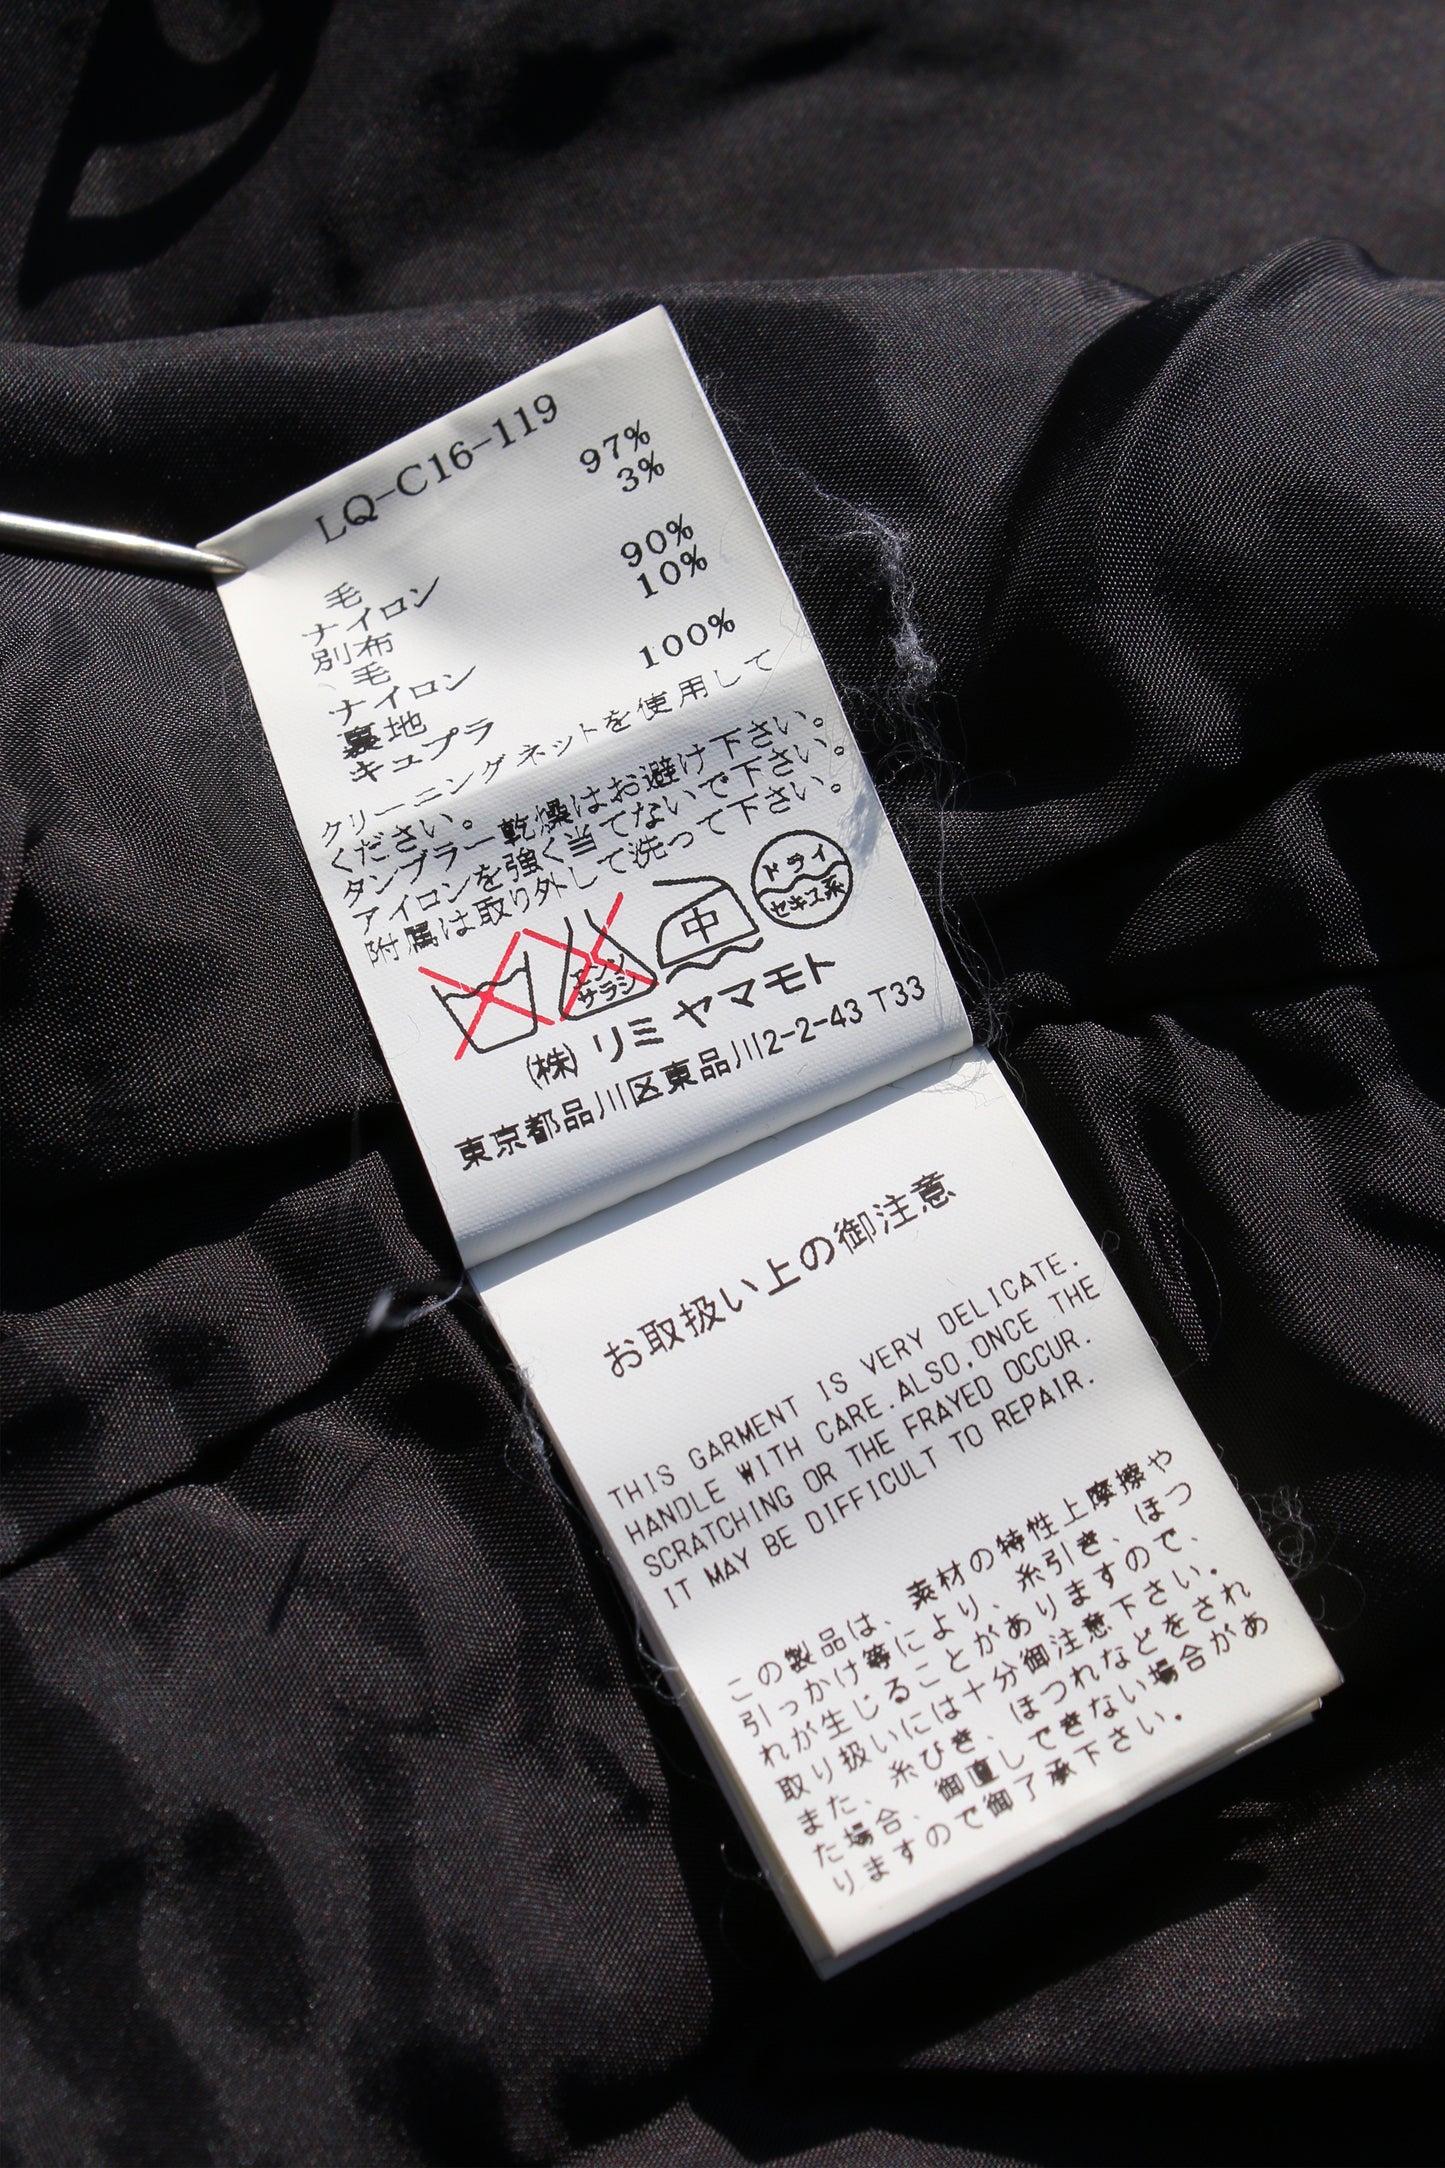 LQ-C16-119
毛 97%
ナイロン 3%
別布
毛 90%
ナイロン 10%
裏地
キュプラ 100%
クリーニングネットを使用して
ください。
タンブラー乾燥はお避け下さい。
アイロンを強く当てないで下さい。
附属は取り外して洗って下さい。
エンソ
サラシ
中
ドライ
セキユ系
(株) リミ ヤマモト
東京都品川区東品川2-2-43 T33
お取扱い上の御注意
THIS GARMENT IS VERY DELICATE.
HANDLE WITH CARE.ALSO,ONCE THE
SCRATCHING OR THE FRAYED OCCUR.
IT MAY BE DIFFICULT TO REPAIR.
この製品は、素材の特性上摩擦や
引っかけ等により、糸引き、ほつ
れが生じることがありますので、
取り扱いには十分御注意下さい。
また、糸びき、ほつれなどをされ
た場合、御直しできない場合があ
りますので御了承下さい。